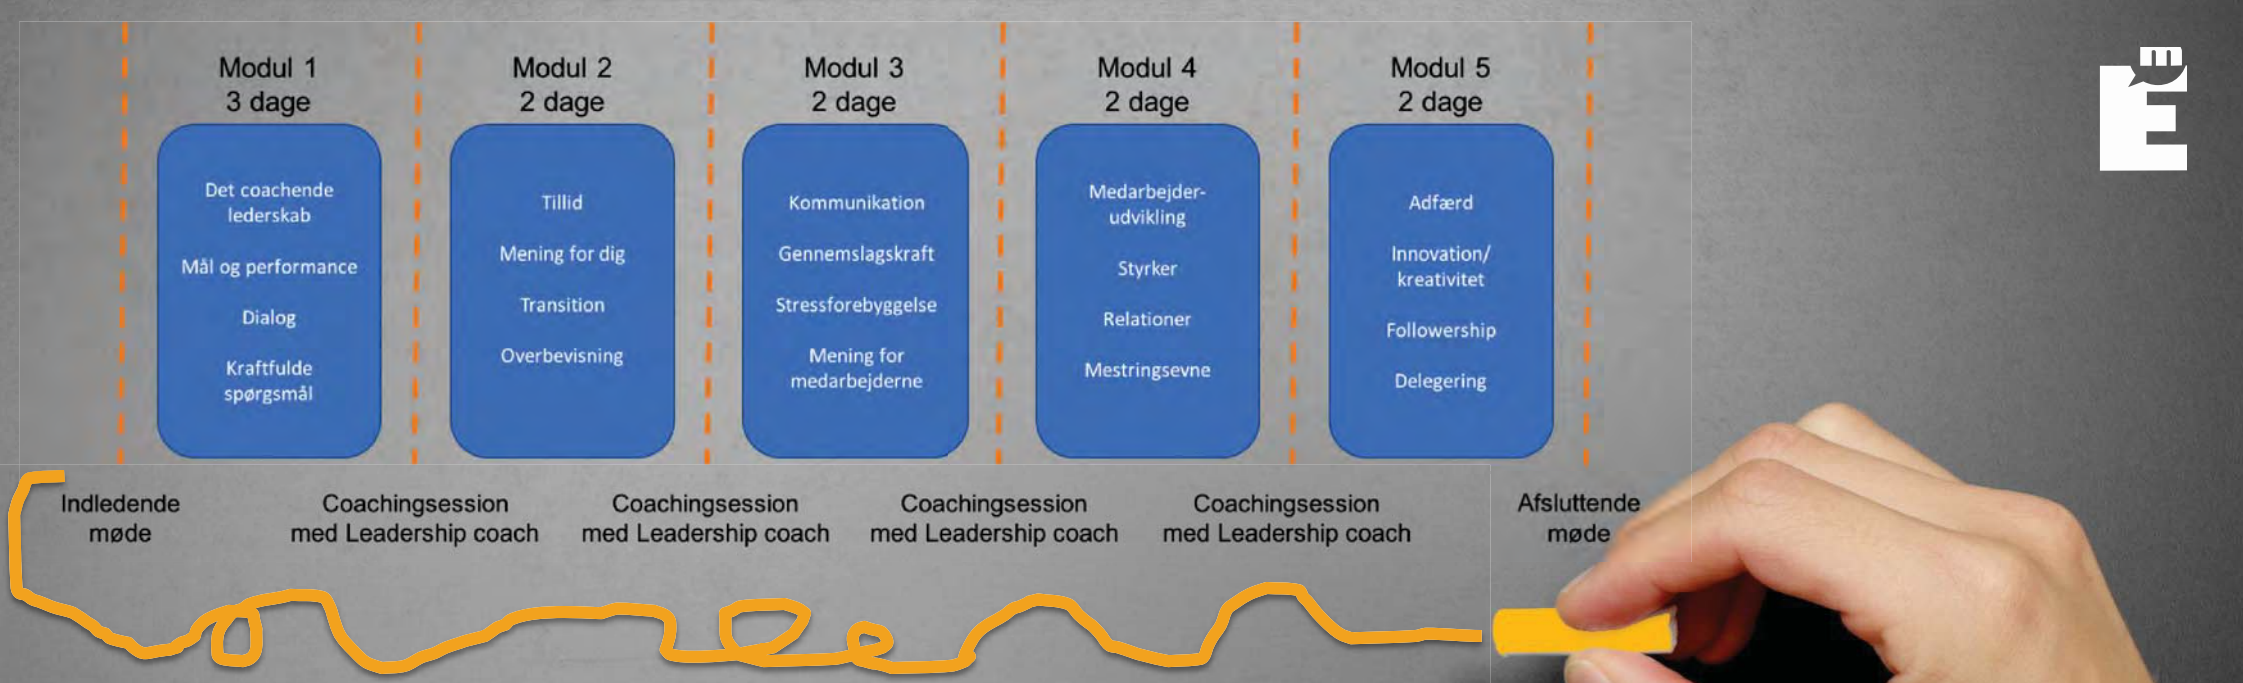 Modul 1
3 dage
Det coachende
lederskab
Mål og performance
Dialog
Kraftfulde
spørgsmål
Modul 2
2 dage
Tillid
Mening for dig
Transition
Overbevisning
Modul 3
2 dage
Kommunikation
Gennemslagskraft
Stressforebyggelse
Mening for
medarbejderne
Modul 4
2 dage
Medarbejder-
udvikling
Styrker
Relationer
Mestringsevne
Modul 5
2 dage
Adfærd
Innovation/
kreativitet
Followership
Delegering
Indledende
møde
Coachingsession
med Leadership coach
Coachingsession
med Leadership coach
Coachingsession
med Leadership coach
Coachingsession
med Leadership coach
Afsluttende
møde
E